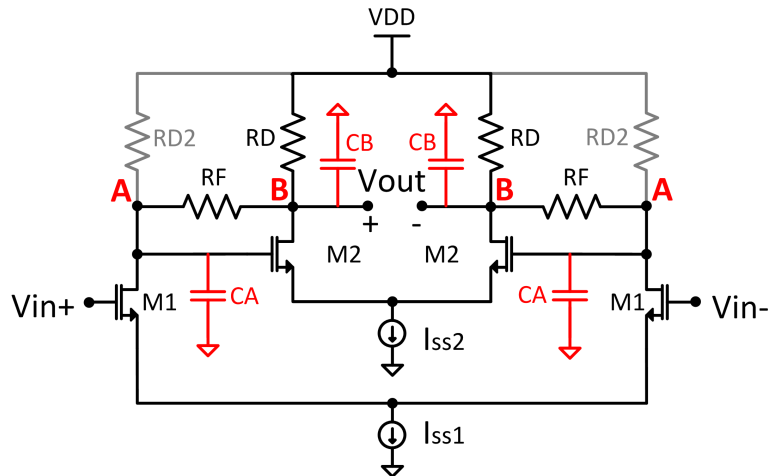 VDD
RD2
RD
CB
CB
RD
RD2
A
RF
B
Vout
B
RF
A
+
-
M2
M2
Vin+
M1
CA
CA
M1
Vin-
Iss2
Iss1